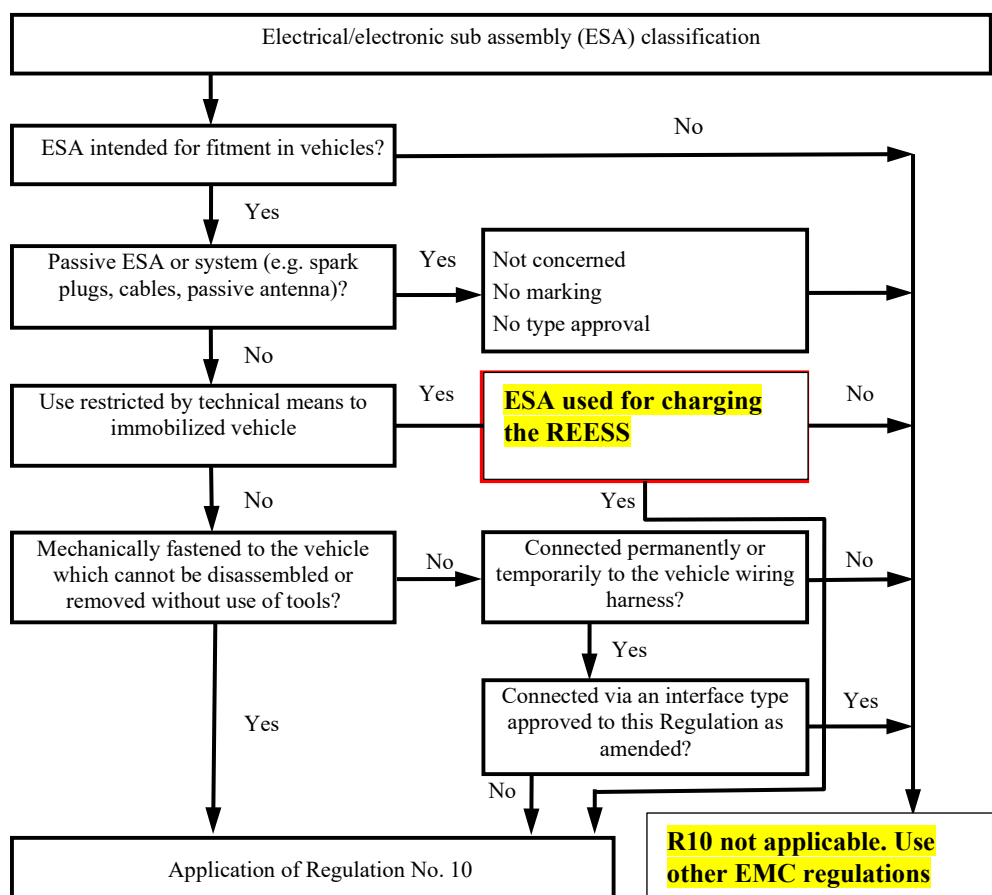 Electrical/electronic sub assembly (ESA) classification
ESA intended for fitment in vehicles?
No
Yes
Passive ESA or system (e.g. spark
plugs, cables, passive antenna)?
Yes
Not concerned
No marking
No type approval
No
Use restricted by technical means to
immobilized vehicle
Yes
ESA used for charging
the REESS
No
No
Yes
Mechanically fastened to the vehicle
which cannot be disassembled or
removed without use of tools?
No
Connected permanently or
temporarily to the vehicle wiring
harness?
No
Yes
Yes
Connected via an interface type
approved to this Regulation as
amended?
Yes
No
Application of Regulation No. 10
R10 not applicable. Use
other EMC regulations